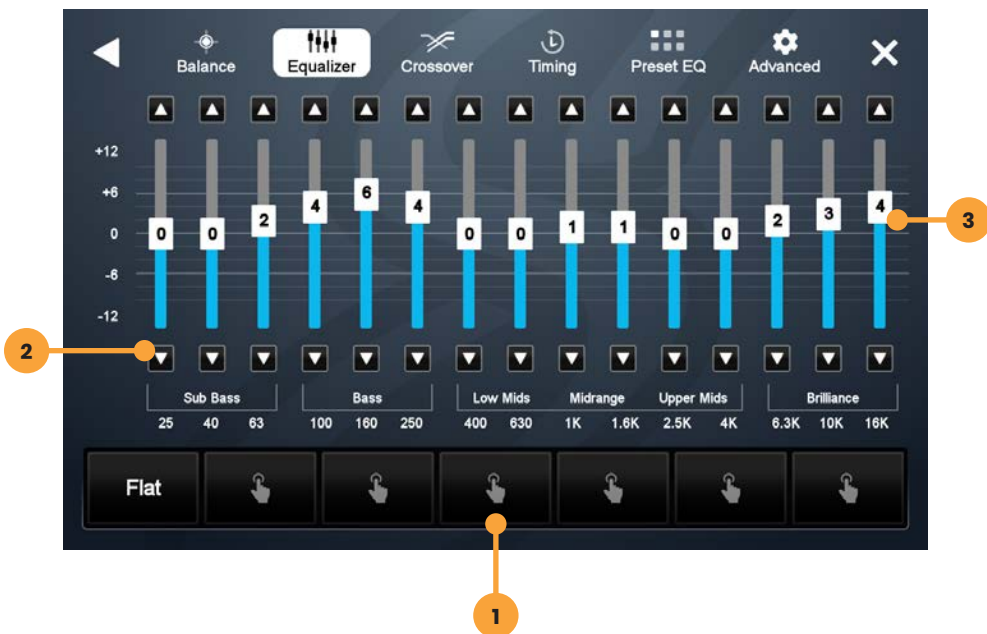 Balance Equalizer Crossover Timing Preset EQ Advanced
+12
+6
0
-6
-12
0 0 2 4 6 4 0 0 1 1 0 0 2 3 4
3
2
Sub Bass Bass Low Mids Midrange Upper Mids Brilliance
25 40 63 100 160 250 400 630 1K 1.6K 2.5K 4K 6.3K 10K 16K
Flat
1